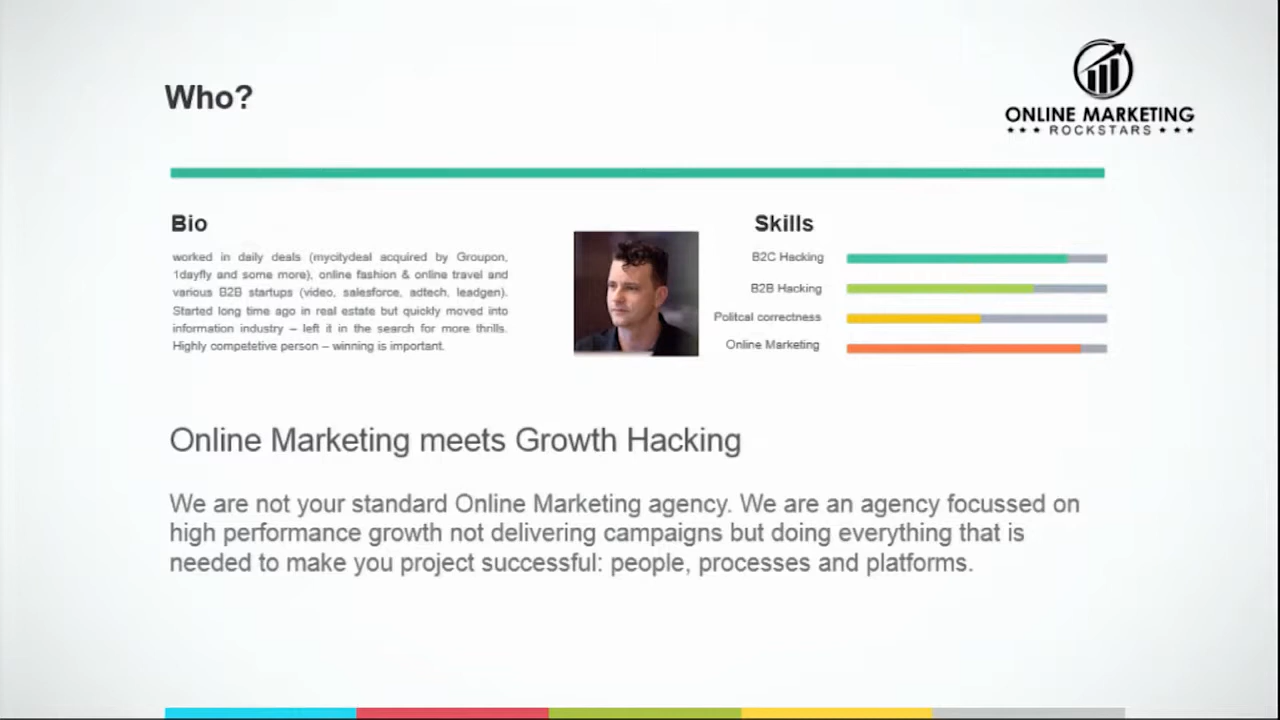 Who?
ONLINE MARKETING
★ ★ ★ ROCKSTARS ★ ★ ★
Bio
worked in daily deals (mycitydeal acquired by Groupon,
1dayfly and some more), online fashion & online travel and
various B2B startups (video, salesforce, adtech, leadgen).
Started long time ago in real estate but quickly moved into
information industry – left it in the search for more thrills.
Highly competetive person – winning is important.
Skills
B2C Hacking
B2B Hacking
Politcal correctness
Online Marketing
Online Marketing meets Growth Hacking
We are not your standard Online Marketing agency. We are an agency focussed on
high performance growth not delivering campaigns but doing everything that is
needed to make you project successful: people, processes and platforms.